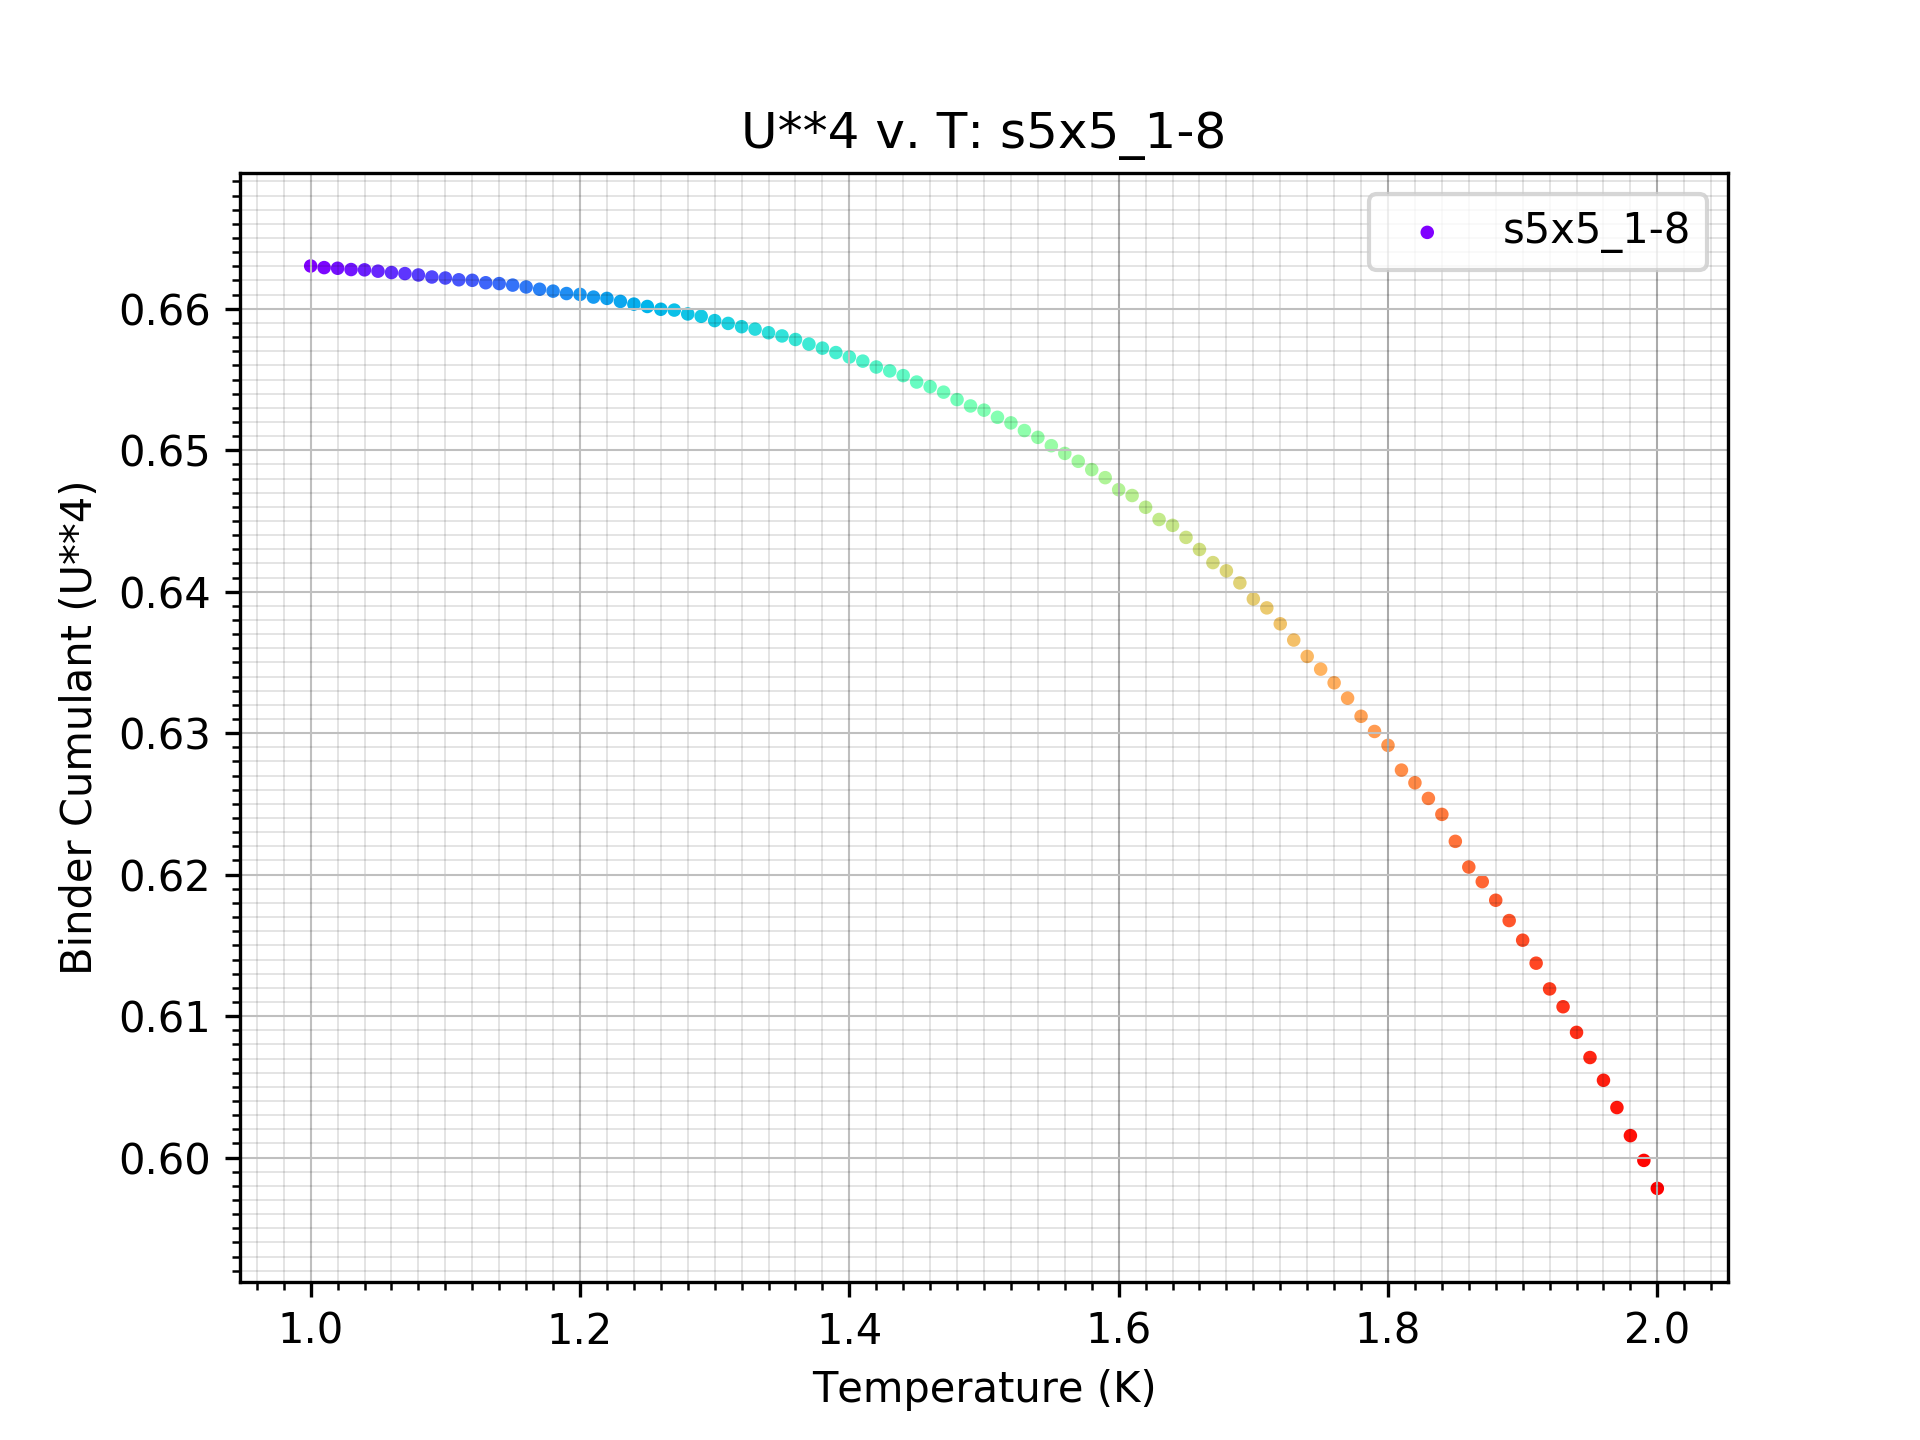 U**4 v. T: s5x5_1-8
s5x5_1-8
Binder Cumulant (U**4)
0.66
0.65
0.64
0.63
0.62
0.61
0.60
1.0 1.2 1.4 1.6 1.8 2.0
Temperature (K)